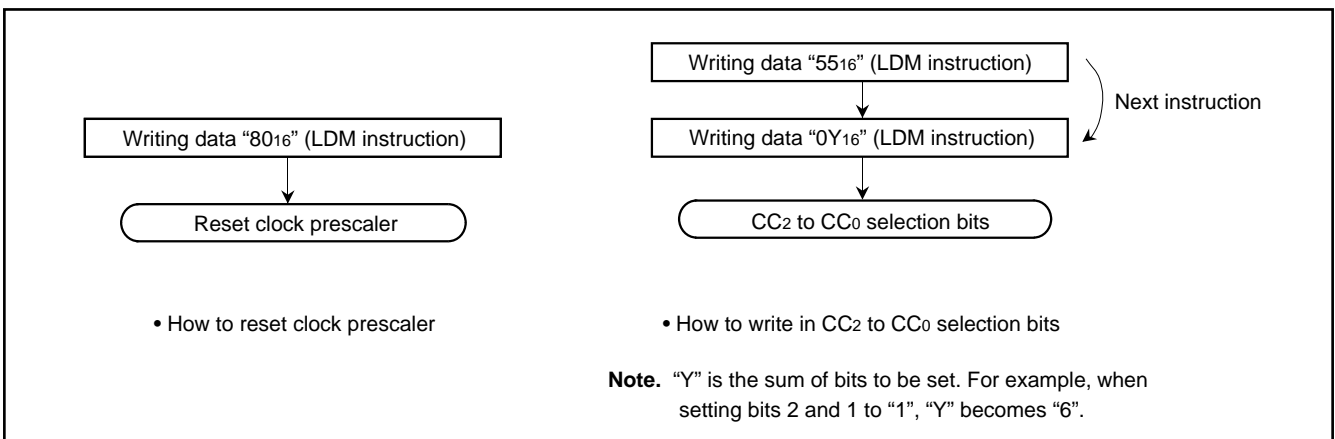 Writing data “8016” (LDM instruction)
Reset clock prescaler
• How to reset clock prescaler
Writing data “5516” (LDM instruction)
Next instruction
Writing data “0Y16” (LDM instruction)
CC2 to CC0 selection bits
• How to write in CC2 to CC0 selection bits
Note. “Y” is the sum of bits to be set. For example, when
setting bits 2 and 1 to “1”, “Y” becomes “6”.